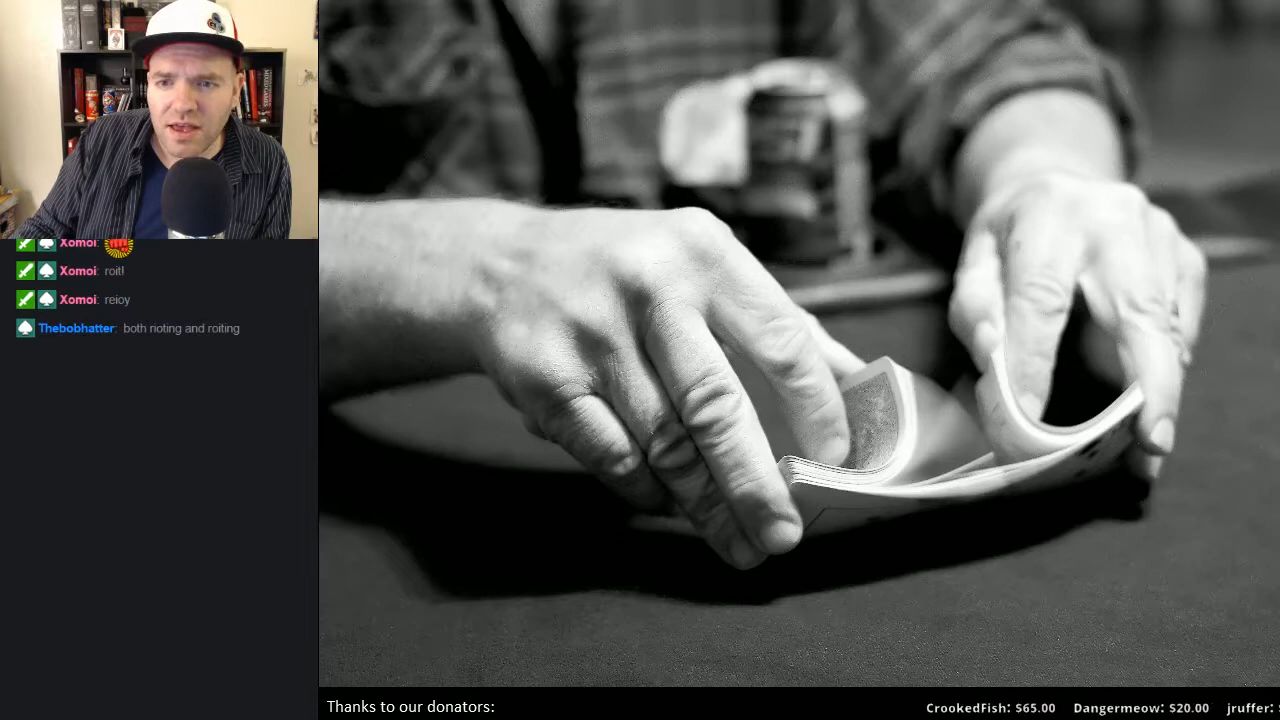 Xomoi:
Xomoi: roit!
Xomoi: reioy
Thebobhatter: both rioting and roiting
Thanks to our donators: CrookedFish: $65.00 Dangermeow: $20.00 jruffer: